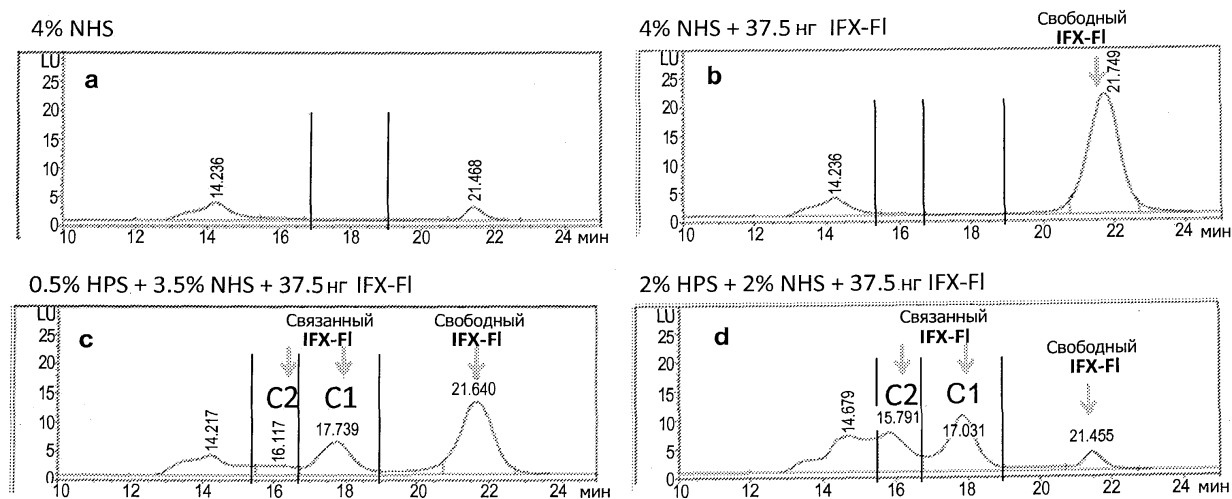 4% NHS
LU
a
25
20
15
10
5
0
14.236
21.468
10 12 14 16 18 20 22 24 мин
4% NHS + 37.5 нг IFX-Fl
Свободный
IFX-Fl
LU
b
25
20
15
10
5
0
14.236
21.749
10 12 14 16 18 20 22 24 мин
0.5% HPS + 3.5% NHS + 37.5 нг IFX-Fl
LU
c
Связанный
IFX-Fl
Свободный
IFX-Fl
25
20
15
10
5
0
C2 C1
14.217
16.117
17.739
21.640
10 12 14 16 18 20 22 24 мин
2% HPS + 2% NHS + 37.5 нг IFX-Fl
LU
d
Связанный
IFX-Fl
Свободный
IFX-Fl
25
20
15
10
5
0
C2 C1
14.679
15.791
17.031
21.455
10 12 14 16 18 20 22 24 мин